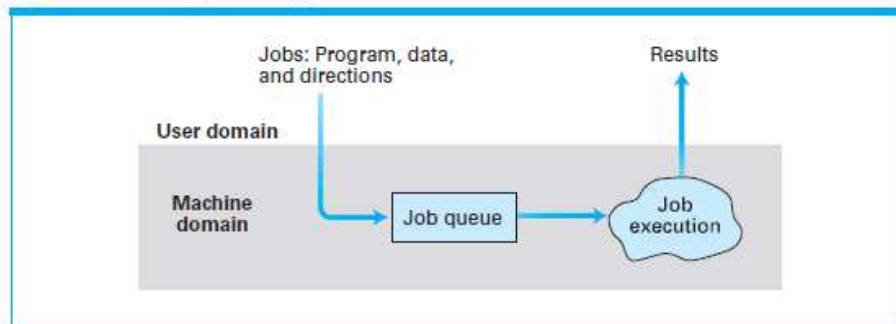 Jobs: Program, data,
and directions
Results
User domain
Machine
domain
Job queue
Job
execution